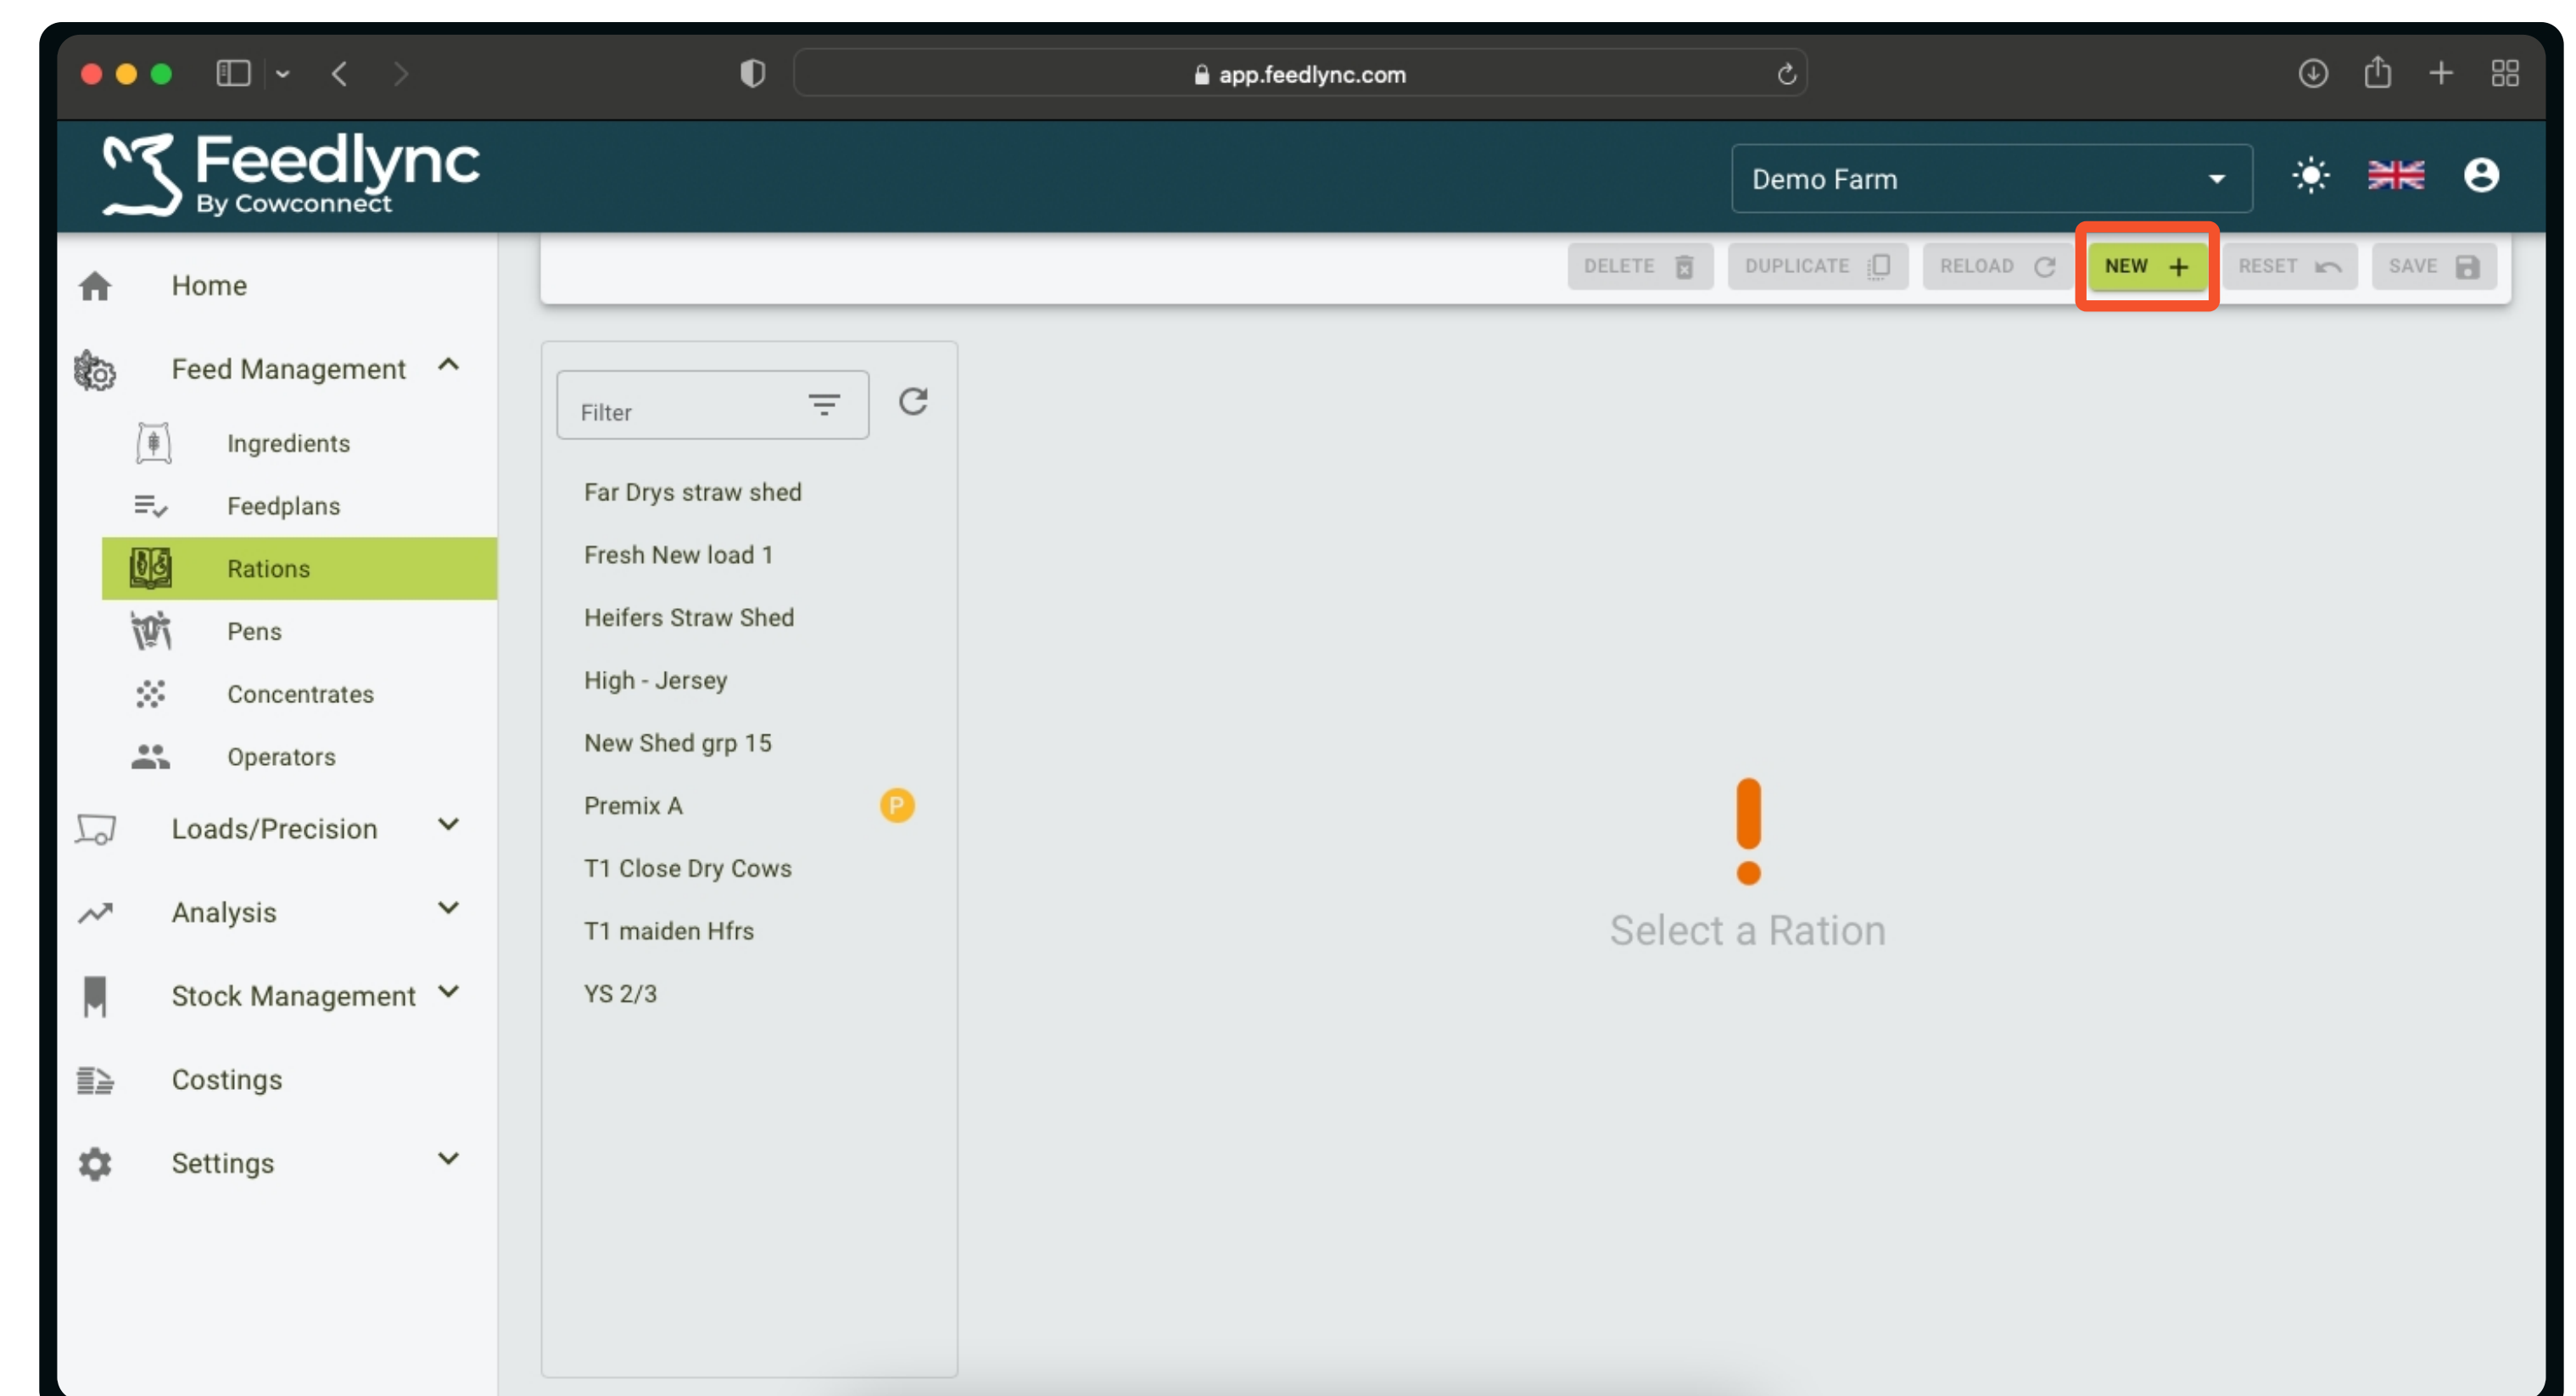 app.feedlync.com
Feedlync
By Cowconnect
Demo Farm
DELETE DUPLICATE RELOAD NEW + RESET SAVE
Home
Feed Management
Ingredients
Feedplans
Rations
Pens
Concentrates
Operators
Loads/Precision
Analysis
Stock Management
Costings
Settings
Filter
Far Drys straw shed
Fresh New load 1
Heifers Straw Shed
High - Jersey
New Shed grp 15
Premix A P
T1 Close Dry Cows
T1 maiden Hfrs
YS 2/3
Select a Ration